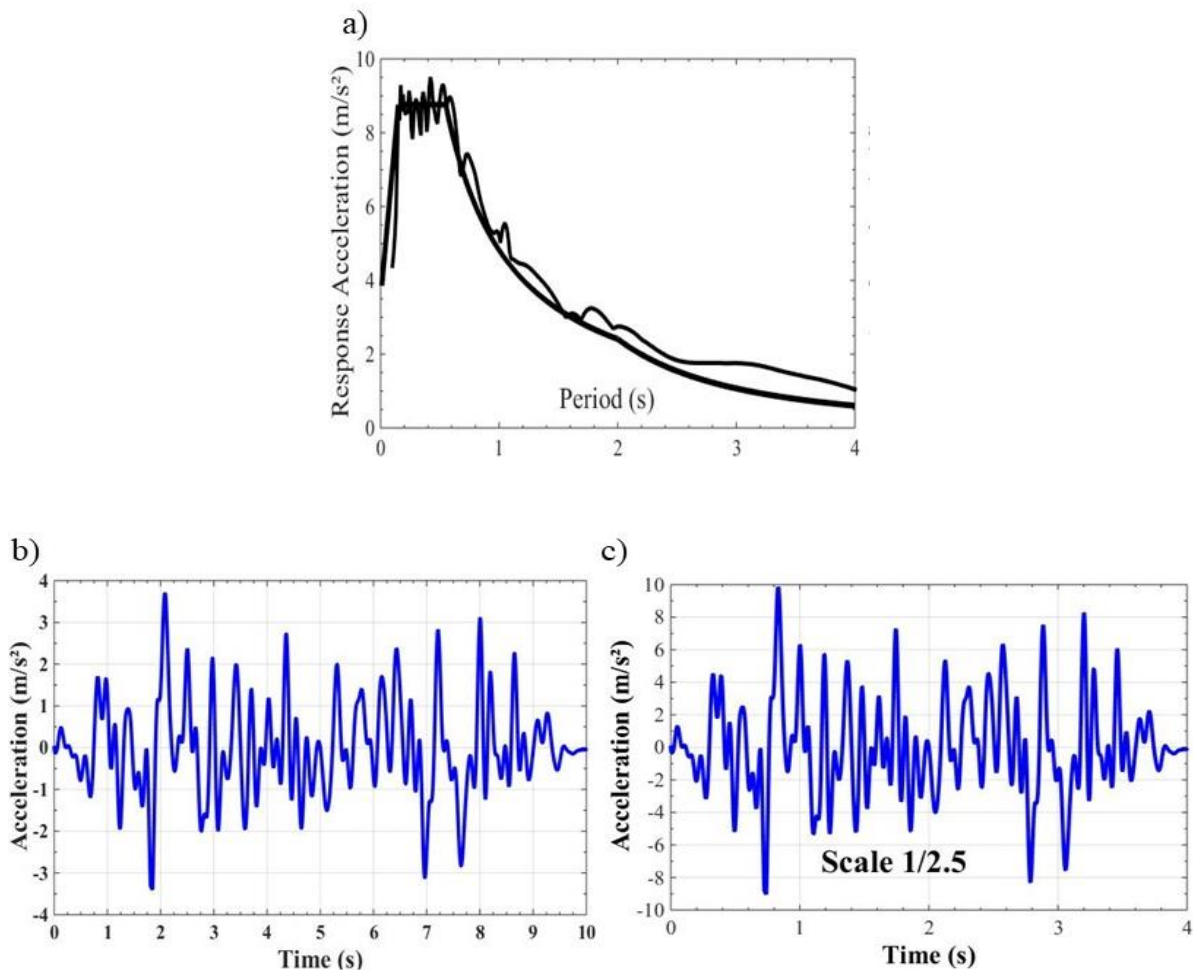 a)
Response Acceleration (m/s²)
10
8
6
4
2
0
Period (s)
0 1 2 3 4
b)
Acceleration (m/s²)
4
3
2
1
0
-1
-2
-3
-4
0 1 2 3 4 5 6 7 8 9 10
Time (s)
c)
Acceleration (m/s²)
10
8
6
4
2
0
-2
-4
-6
-8
-10
Scale 1/2.5
0 1 2 3 4
Time (s)